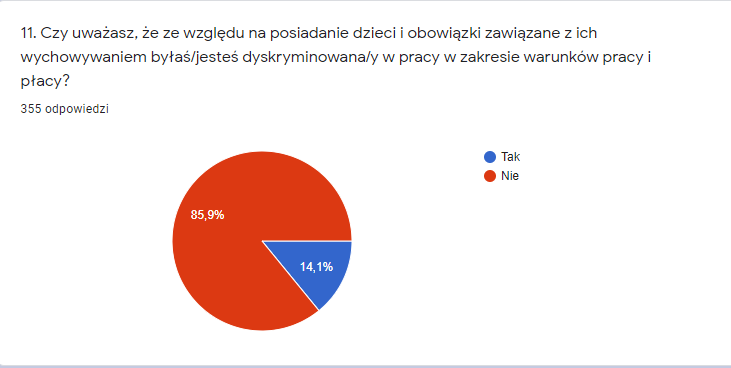 11. Czy uważasz, że ze względu na posiadanie dzieci i obowiązki zawiązane z ich
wychowywaniem byłaś/jesteś dyskryminowana/y w pracy w zakresie warunków pracy i
płacy?
355 odpowiedzi
Tak
Nie
85,9%
14,1%